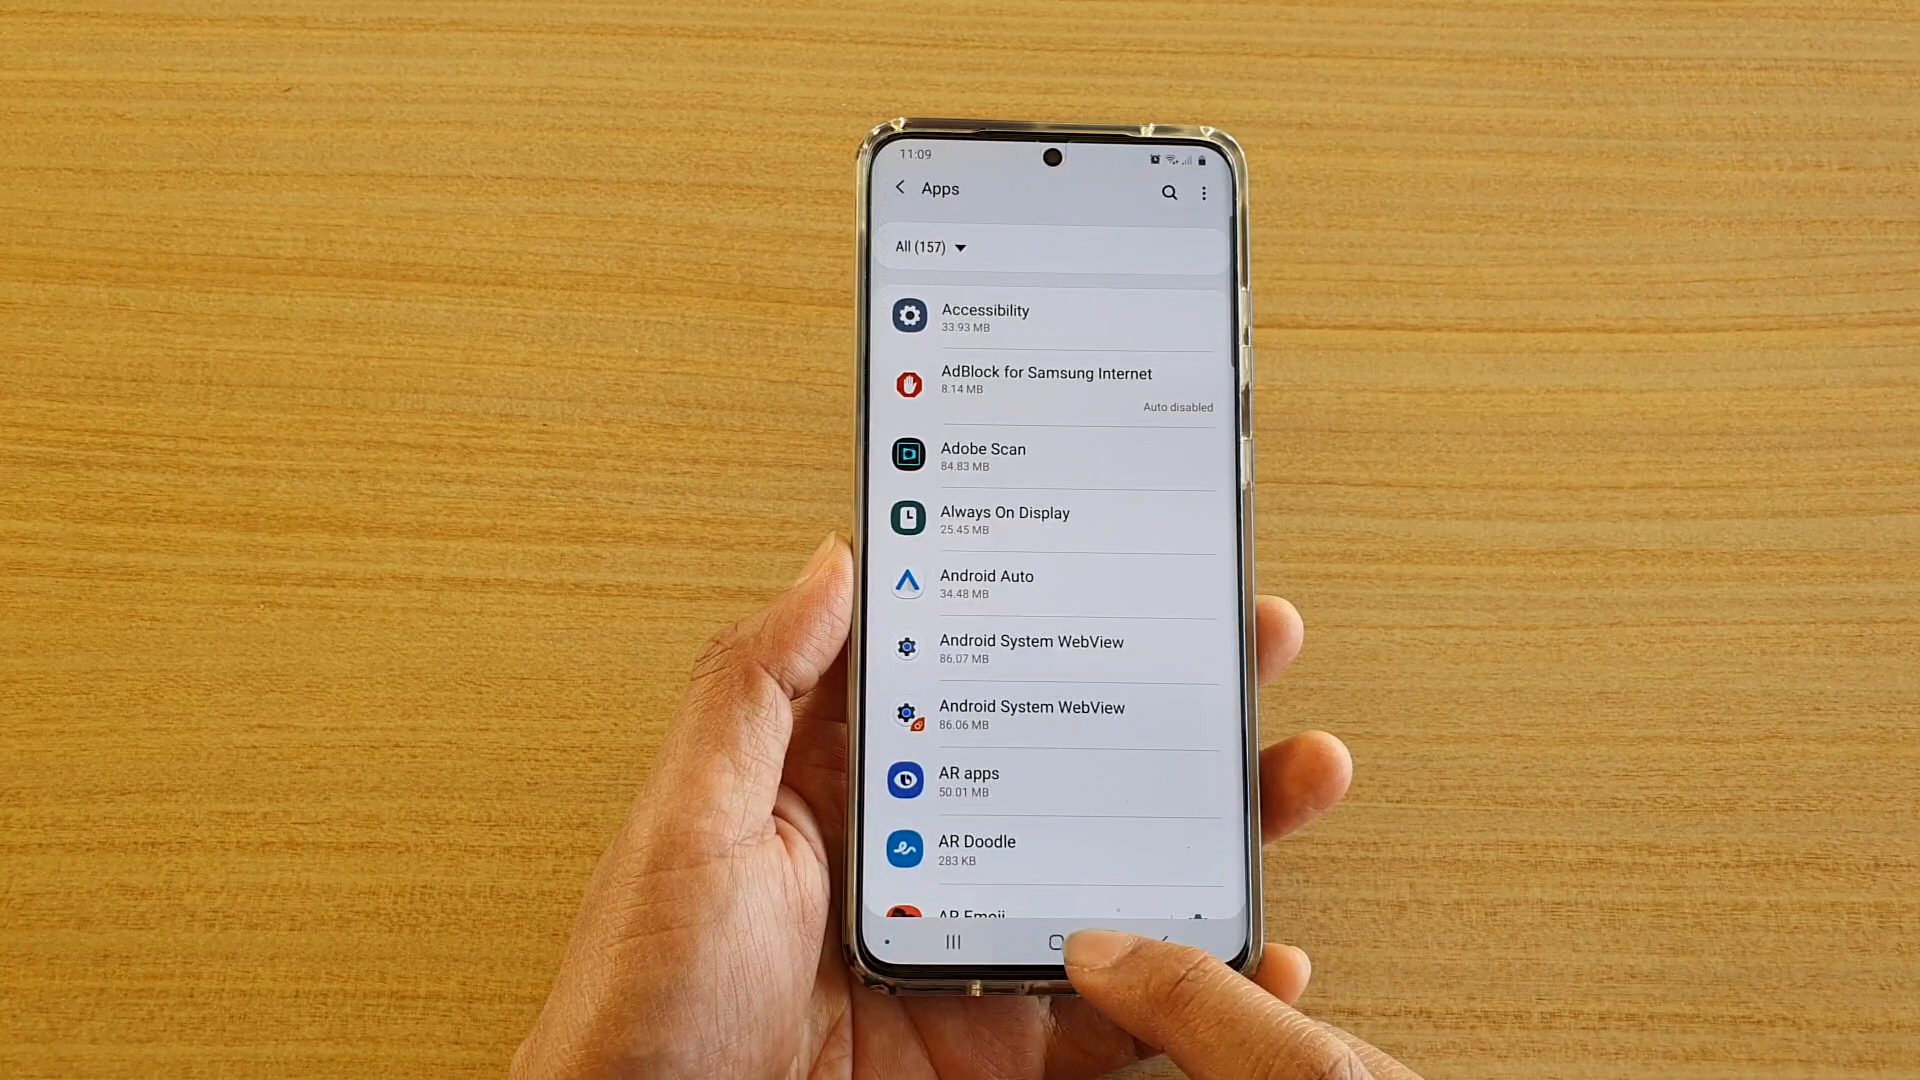 11:09
Apps
All (157)
Accessibility
33.93 MB
AdBlock for Samsung Internet
8.14 MB
Auto disabled
Adobe Scan
84.83 MB
Always On Display
25.45 MB
Android Auto
34.48 MB
Android System WebView
86.07 MB
Android System WebView
86.06 MB
AR apps
50.01 MB
AR Doodle
283 KB
AR Emoji